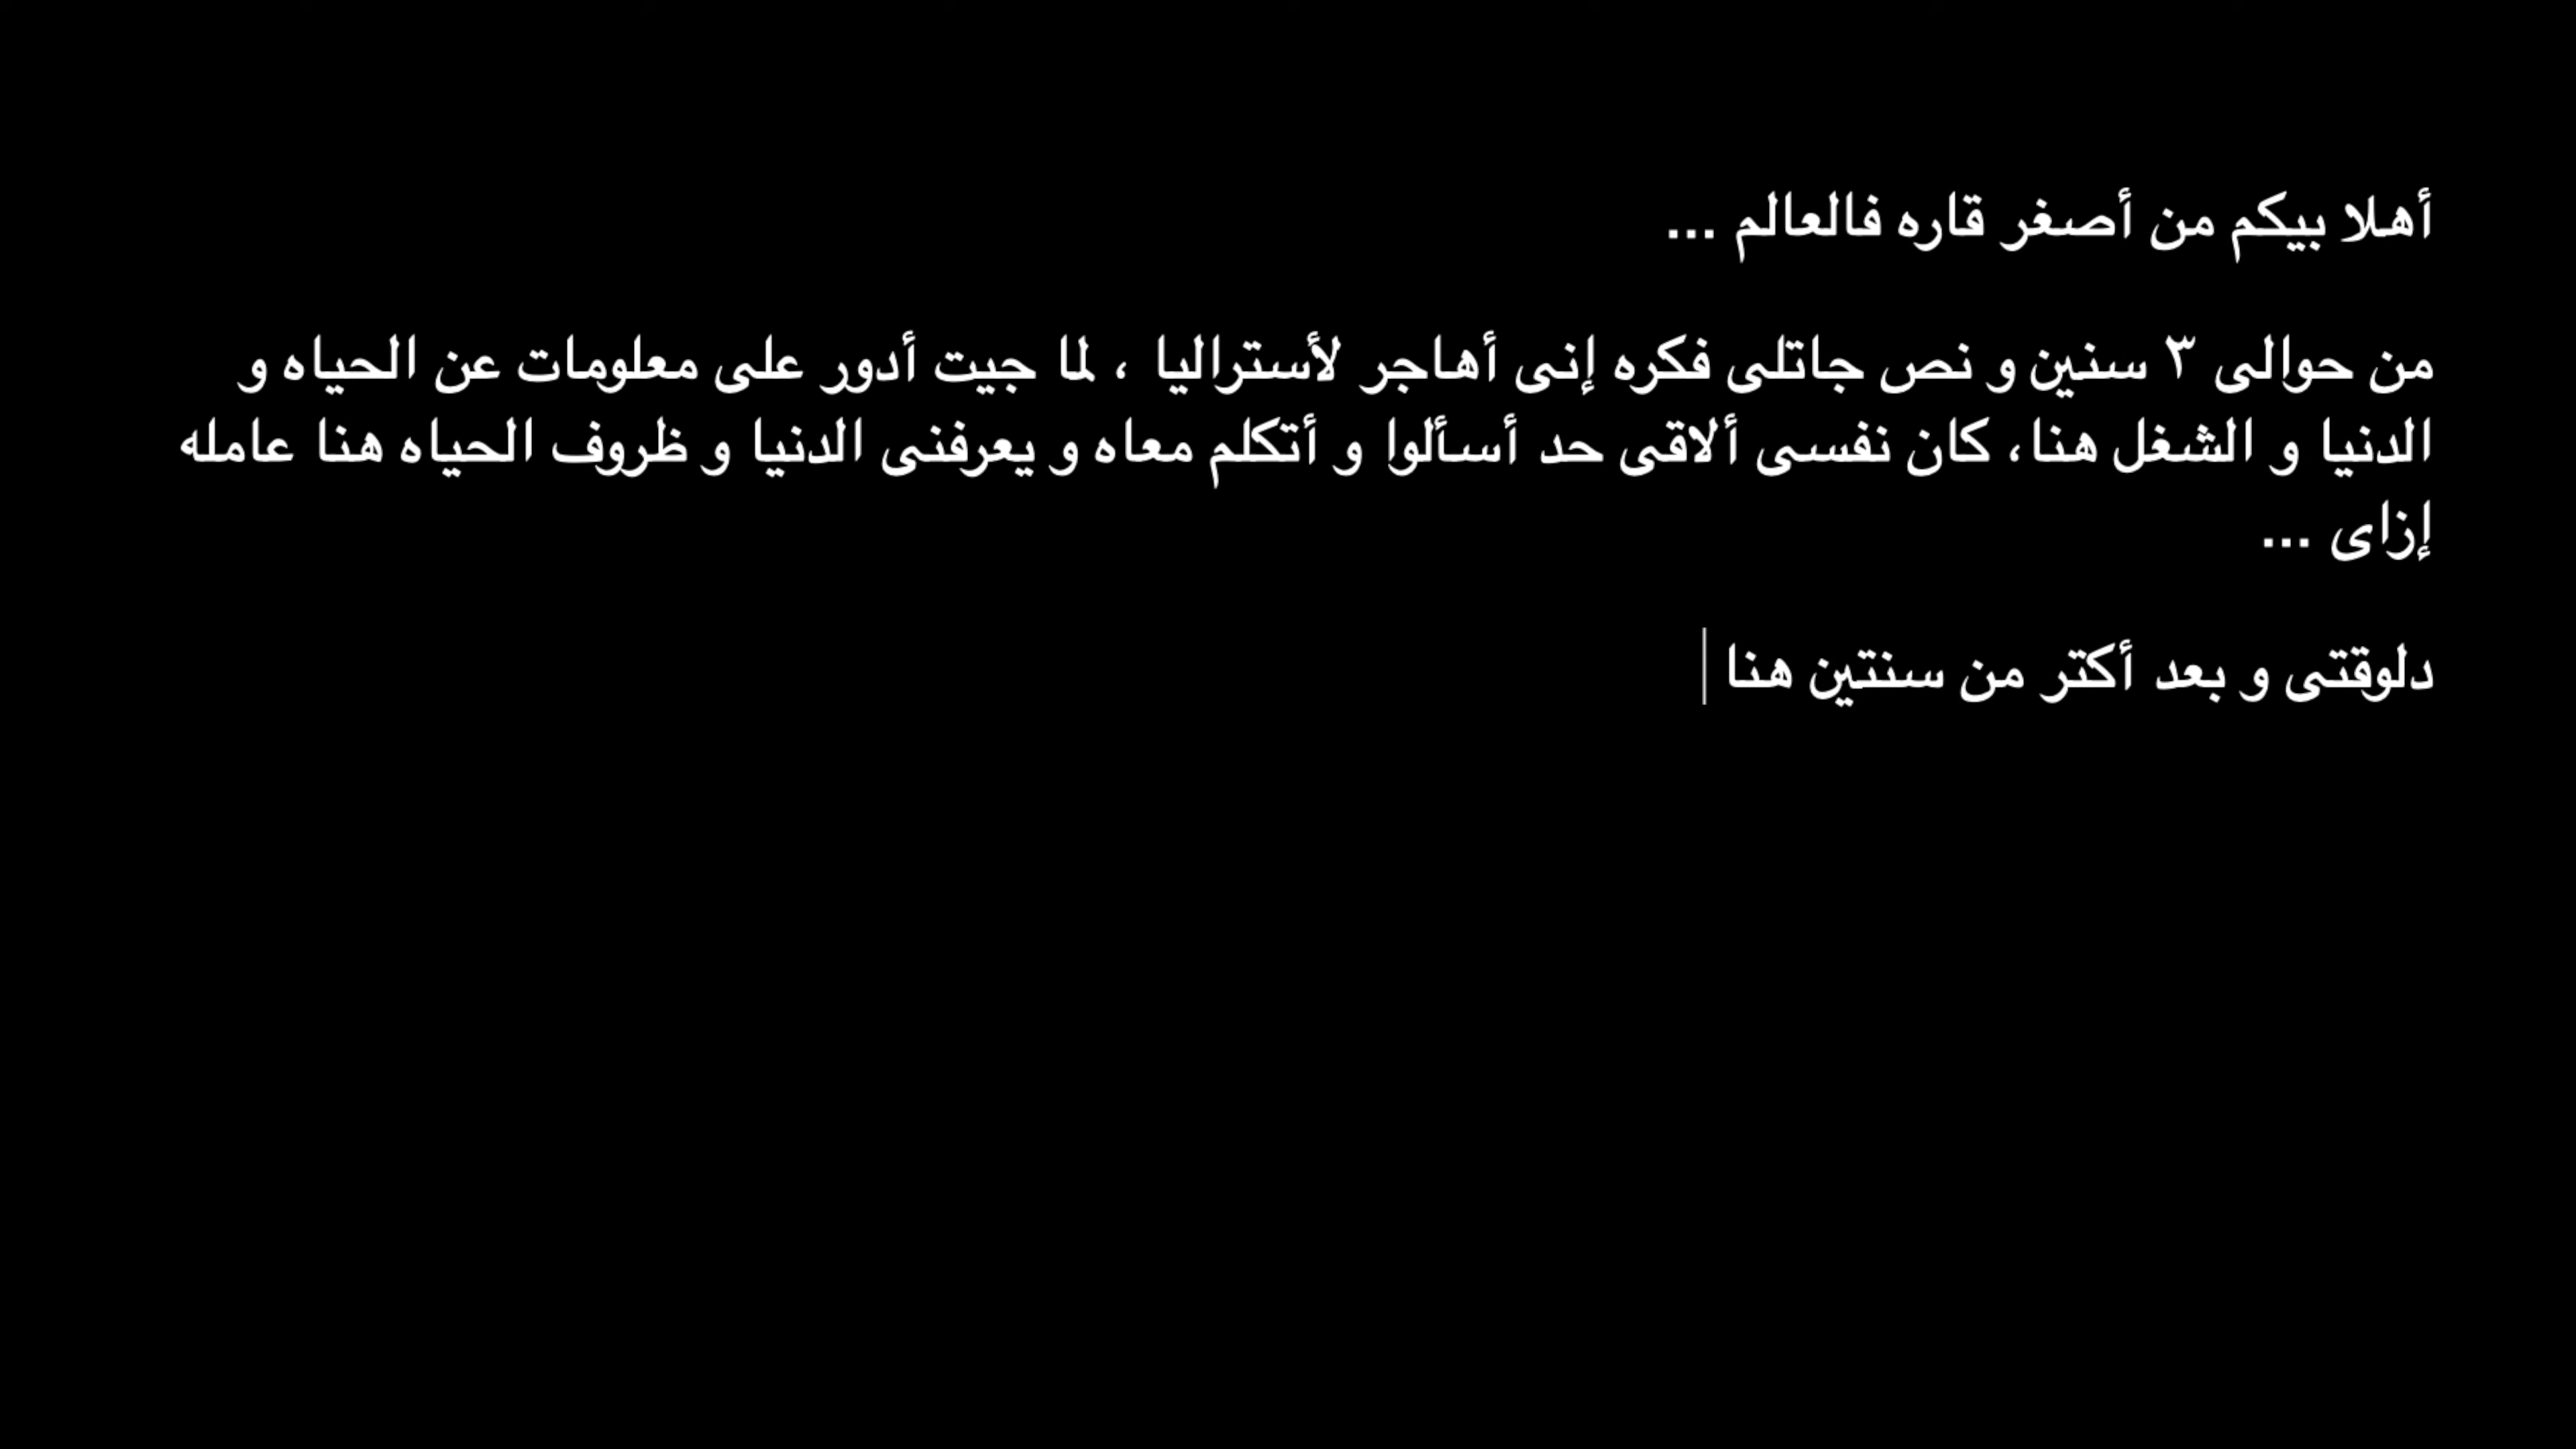 أهلا بيكم من أصغر قاره فالعالم ...
من حوالى ٣ سنين و نص جاتلى فكره إنى أهاجر لأستراليا ، لما جيت أدور على معلومات عن الحياه و
الدنيا و الشغل هنا، كان نفسى ألاقى حد أسألوا و أتكلم معاه و يعرفنى الدنيا و ظروف الحياه هنا عامله
إزاى ...
دلوقتى و بعد أكتر من سنتين هنا